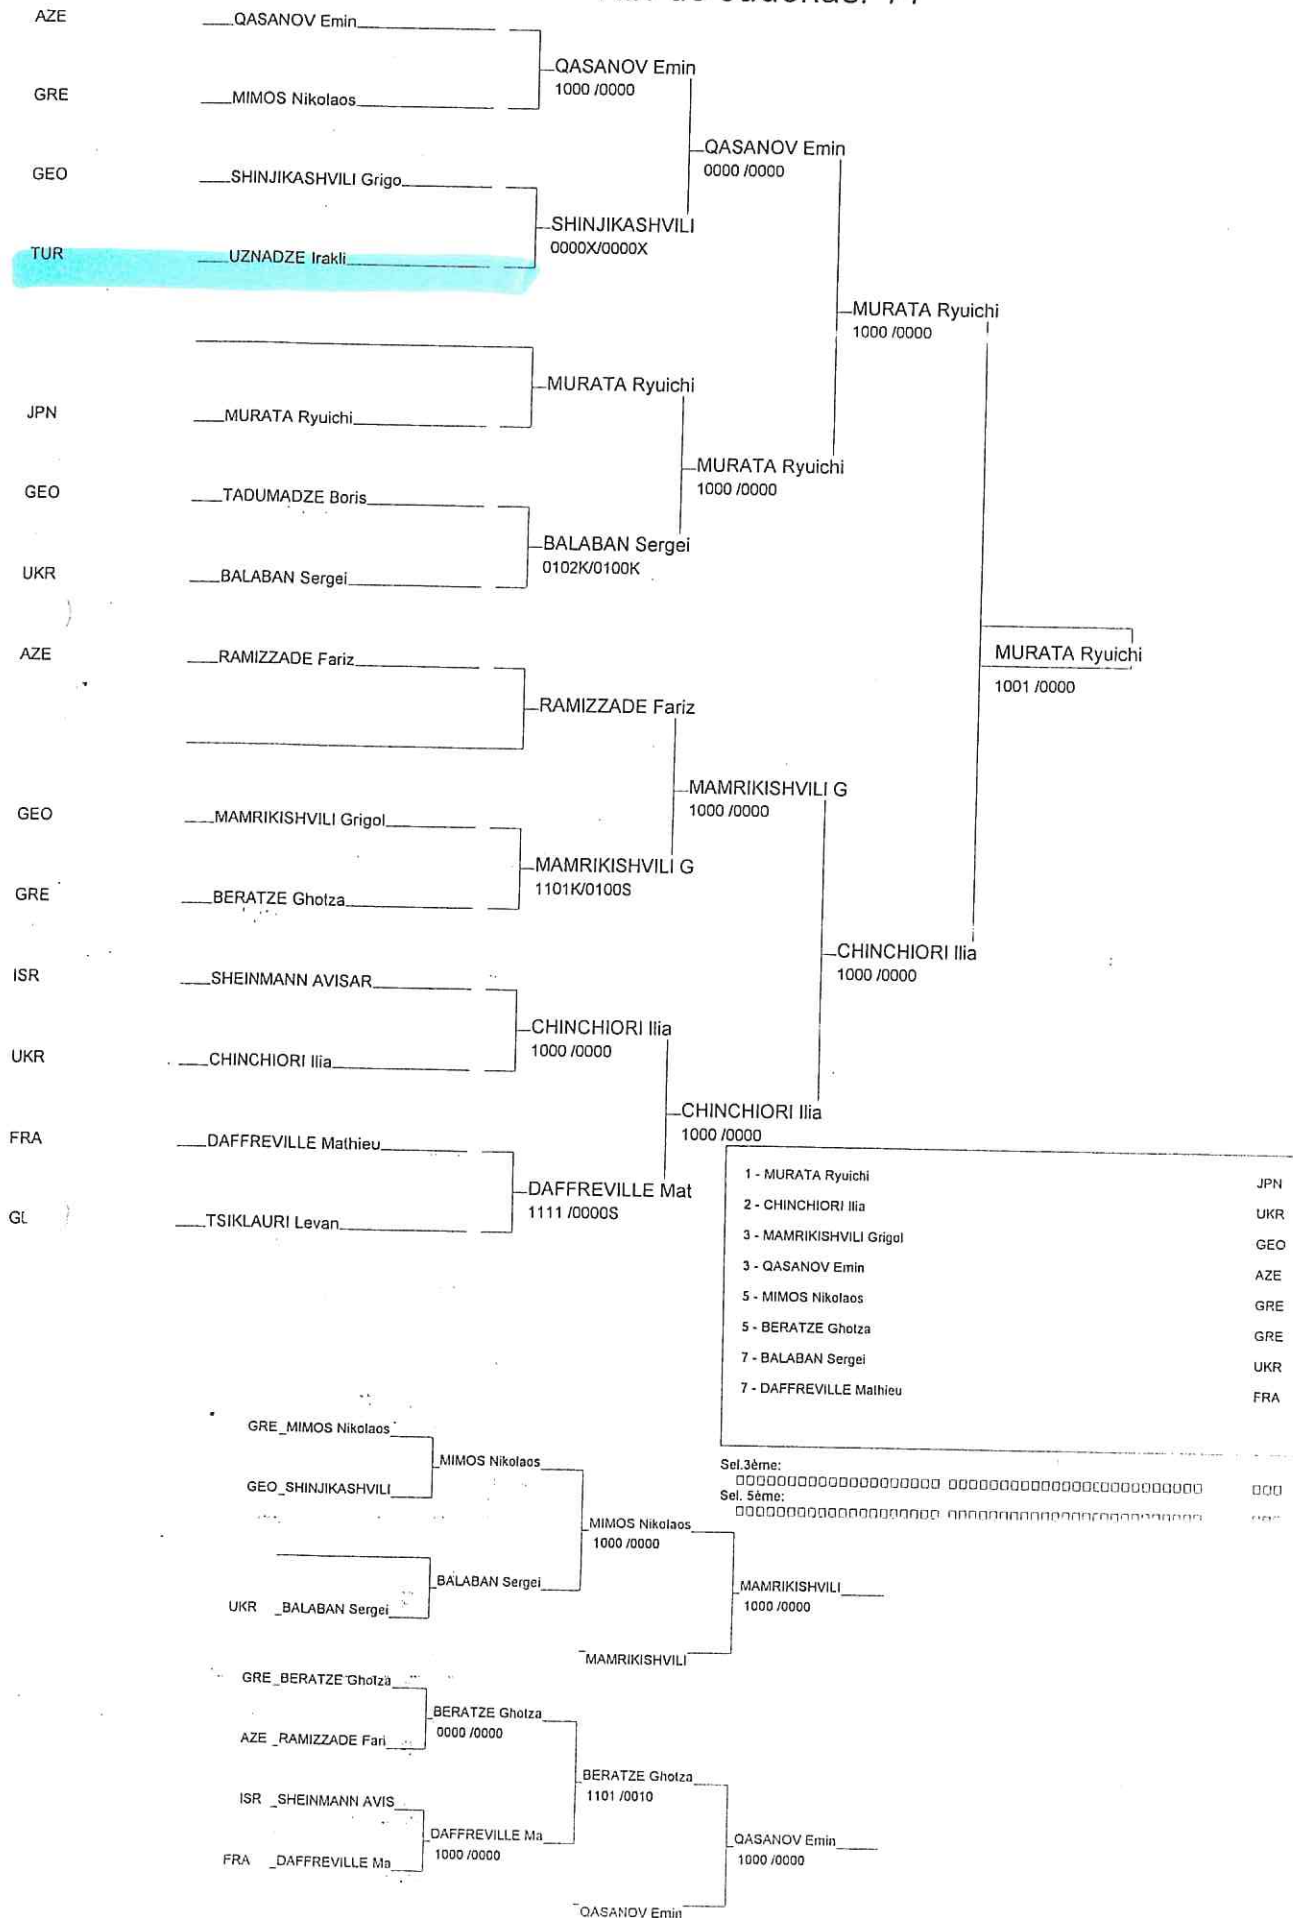 AZE QASANOV Emin
QASANOV Emin
1000 /0000
GRE MIMOS Nikolaos
QASANOV Emin
0000 /0000
GEO SHINJIKASHVILI Grigo
SHINJIKASHVILI
0000X/0000X
TUR UZNADZE Irakli
MURATA Ryuichi
1000 /0000
MURATA Ryuichi
JPN MURATA Ryuichi
MURATA Ryuichi
1000 /0000
GEO TADUMADZE Boris
BALABAN Sergei
0102K/0100K
UKR BALABAN Sergei
MURATA Ryuichi
1001 /0000
AZE RAMIZZADE Fariz
RAMIZZADE Fariz
MAMRIKISHVILI G
1000 /0000
GEO MAMRIKISHVILI Grigol
MAMRIKISHVILI G
1101K/0100S
GRE BERATZE Gholza
CHINCHIORI Ilia
1000 /0000
ISR SHEINMANN AVISAR
CHINCHIORI Ilia
1000 /0000
UKR CHINCHIORI Ilia
CHINCHIORI Ilia
1000 /0000
FRA DAFFREVILLE Mathieu
DAFFREVILLE Mat
1111 /0000S
TSIKLAURI Levan
1 - MURATA Ryuichi JPN
2 - CHINCHIORI Ilia UKR
3 - MAMRIKISHVILI Grigol GEO
3 - QASANOV Emin AZE
5 - MIMOS Nikolaos GRE
5 - BERATZE Gholza GRE
7 - BALABAN Sergei UKR
7 - DAFFREVILLE Mathieu FRA
Sel.3ème:
Sel. 5ème:
GRE_MIMOS Nikolaos
MIMOS Nikolaos
GEO_SHINJIKASHVILI
MIMOS Nikolaos
1000 /0000
BALABAN Sergei
UKR _BALABAN Sergei
MAMRIKISHVILI
1000 /0000
MAMRIKISHVILI
GRE_BERATZE Gholza
BERATZE Gholza
0000 /0000
AZE _RAMIZZADE Fari
BERATZE Gholza
1101 /0010
ISR _SHEINMANN AVIS
DAFFREVILLE Ma
1000 /0000
FRA _DAFFREVILLE Ma
QASANOV Emin
1000 /0000
QASANOV Emin